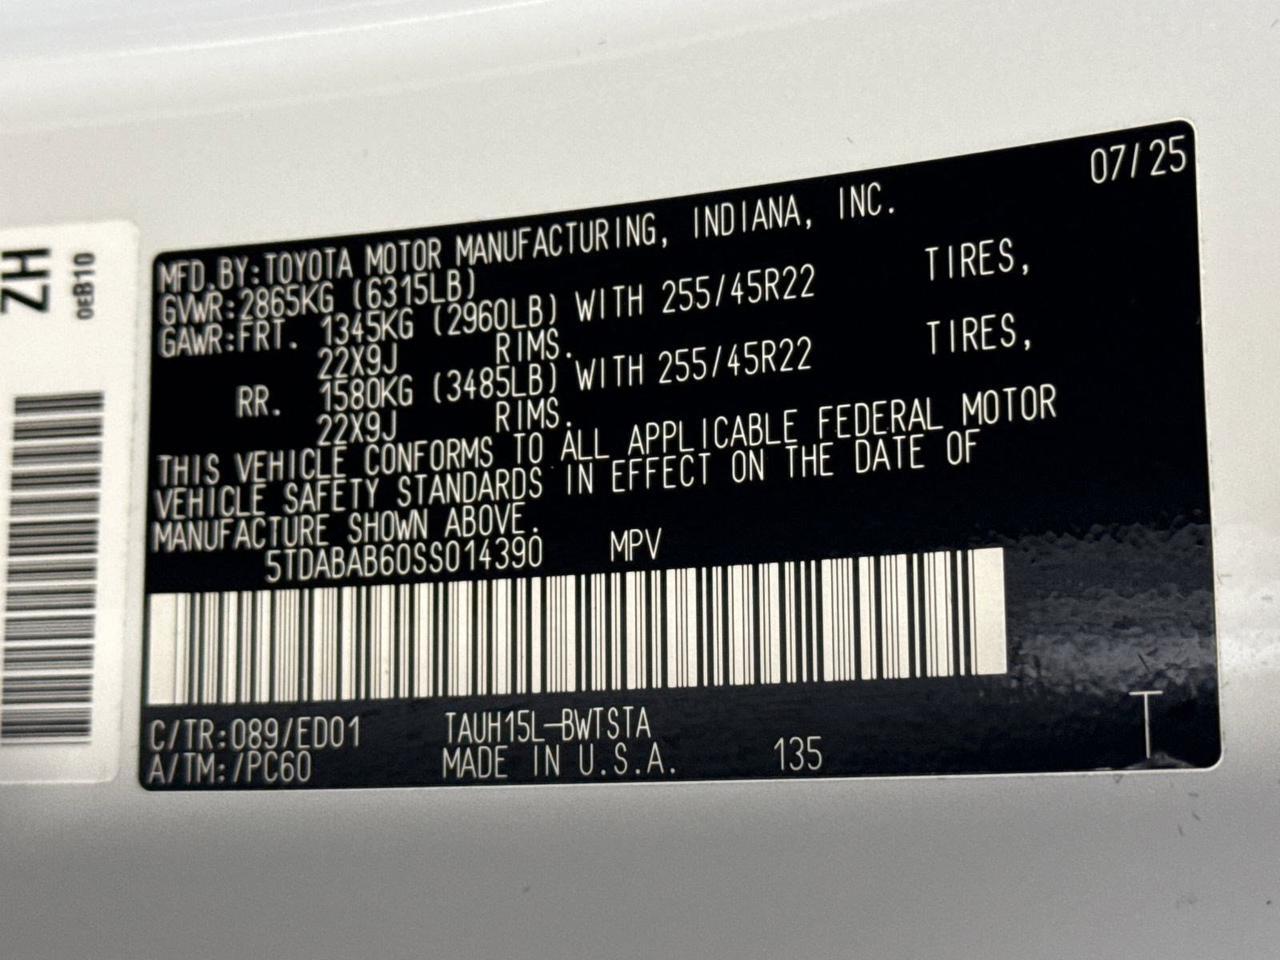 07/25
MFD.BY:TOYOTA MOTOR MANUFACTURING, INDIANA, INC.
GVWR:2865KG (6315LB)
GAWR:FRT. 1345KG (2960LB) WITH 255/45R22 TIRES,
22X9J RIMS.
RR. 1580KG (3485LB) WITH 255/45R22 TIRES,
22X9J RIMS.
THIS VEHICLE CONFORMS TO ALL APPLICABLE FEDERAL MOTOR
VEHICLE SAFETY STANDARDS IN EFFECT ON THE DATE OF
MANUFACTURE SHOWN ABOVE.
5TDABAB60SS014390 MPV
C/TR:089/ED01 TAUH15L-BWTSTA
A/TM:/PC60 MADE IN U.S.A. 135
T
ZH
0EB10